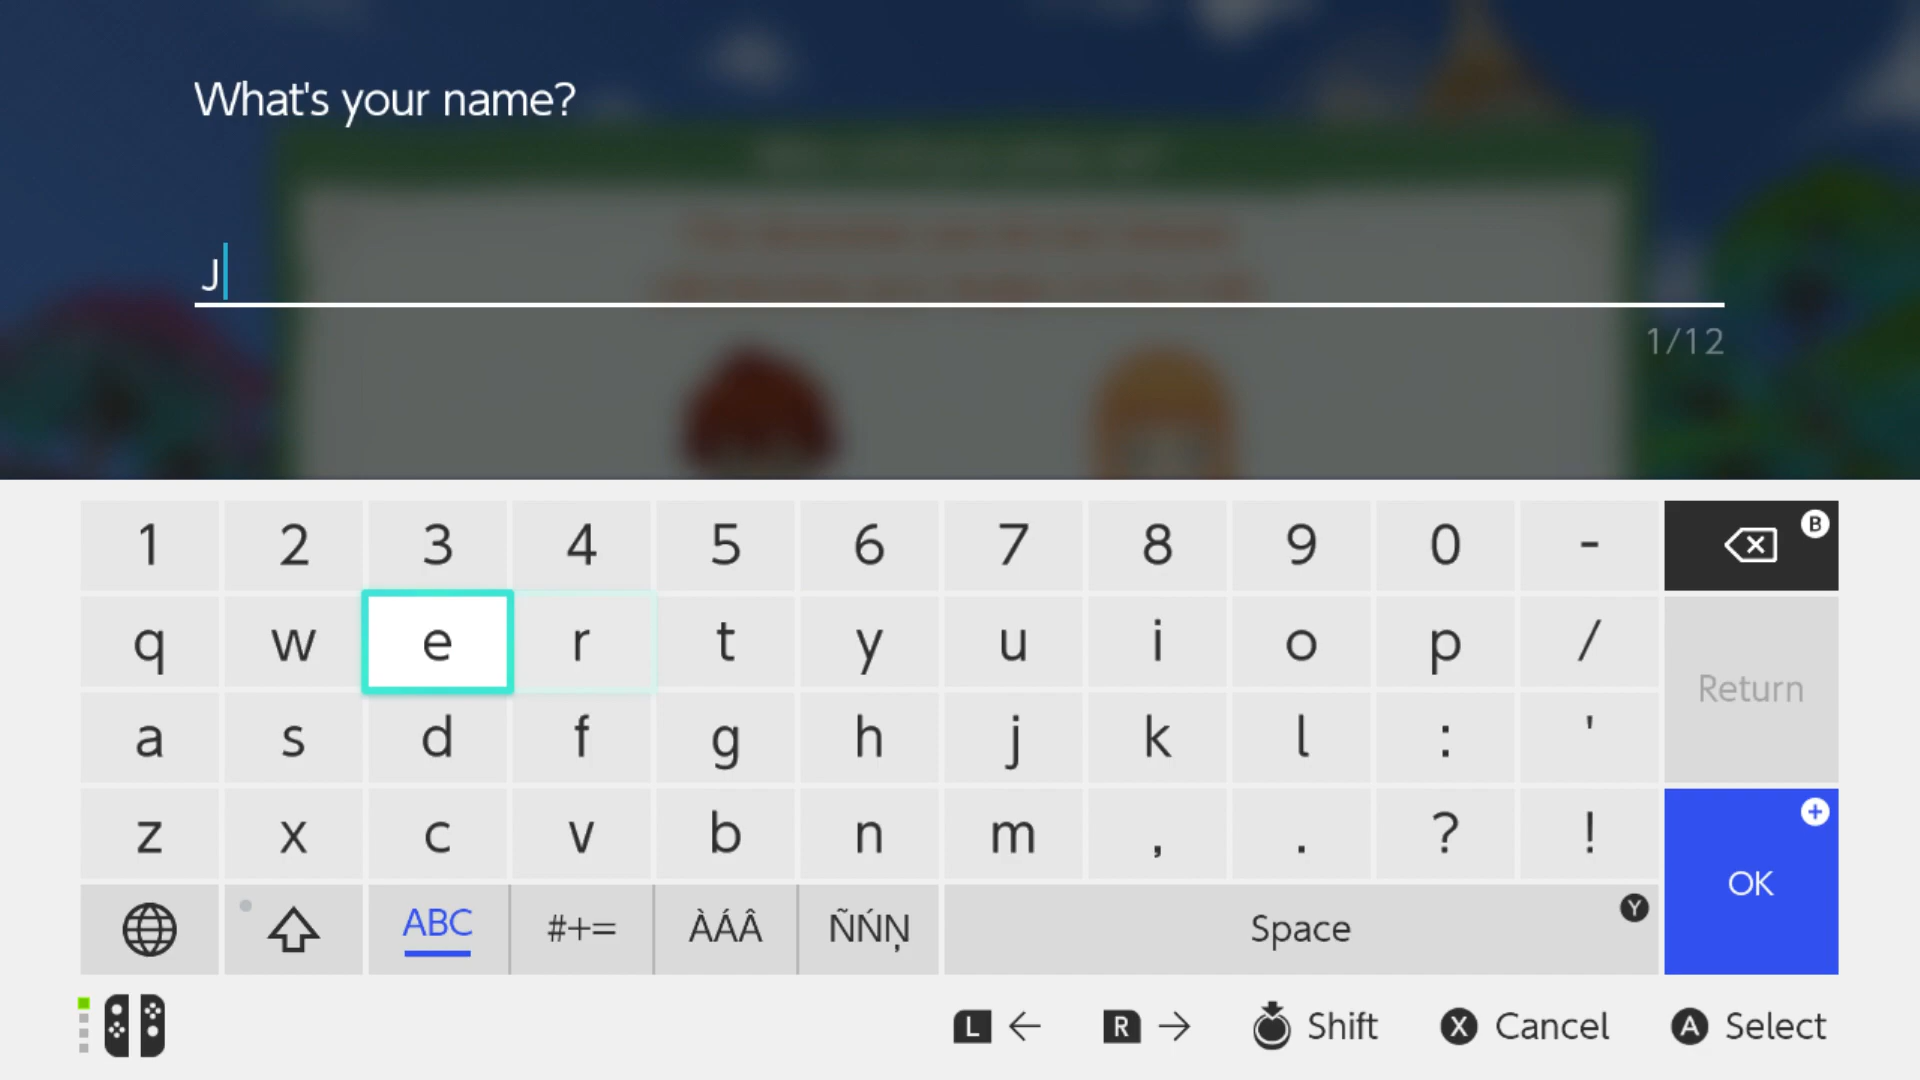 What's your name?
J
1/12
1 2 3 4 5 6 7 8 9 0 - B
q w e r t y u i o p /
Return
a s d f g h j k l : '
z x c v b n m , . ? ! +
OK
ABC #+= ÀÁÂ ÑŃŅ Space Y
L ← R → Shift X Cancel A Select